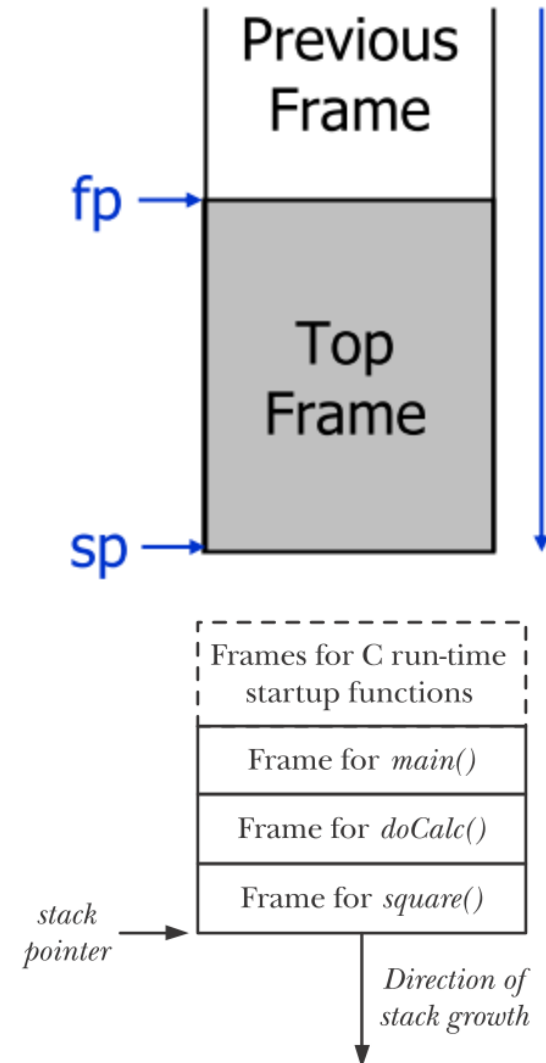 Previous
Frame
fp
Top
Frame
sp
Frames for C run-time
startup functions
Frame for main()
Frame for doCalc()
Frame for square()
stack
pointer
Direction of
stack growth